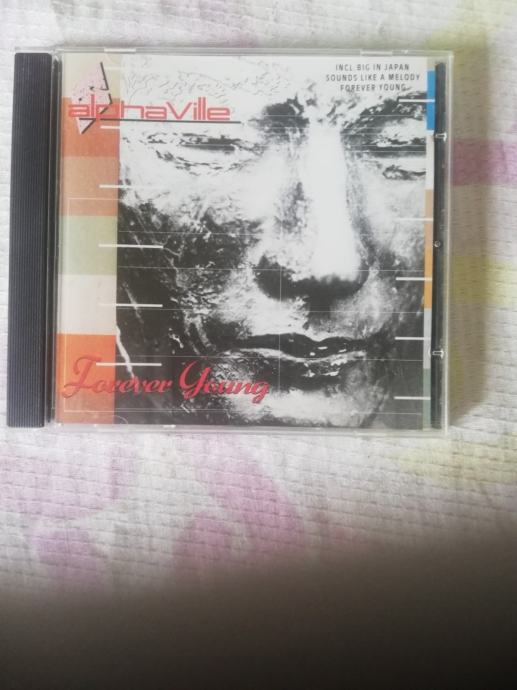 INCL. BIG IN JAPAN
SOUNDS LIKE A MELODY
FOREVER YOUNG
alphaville
Forever Young